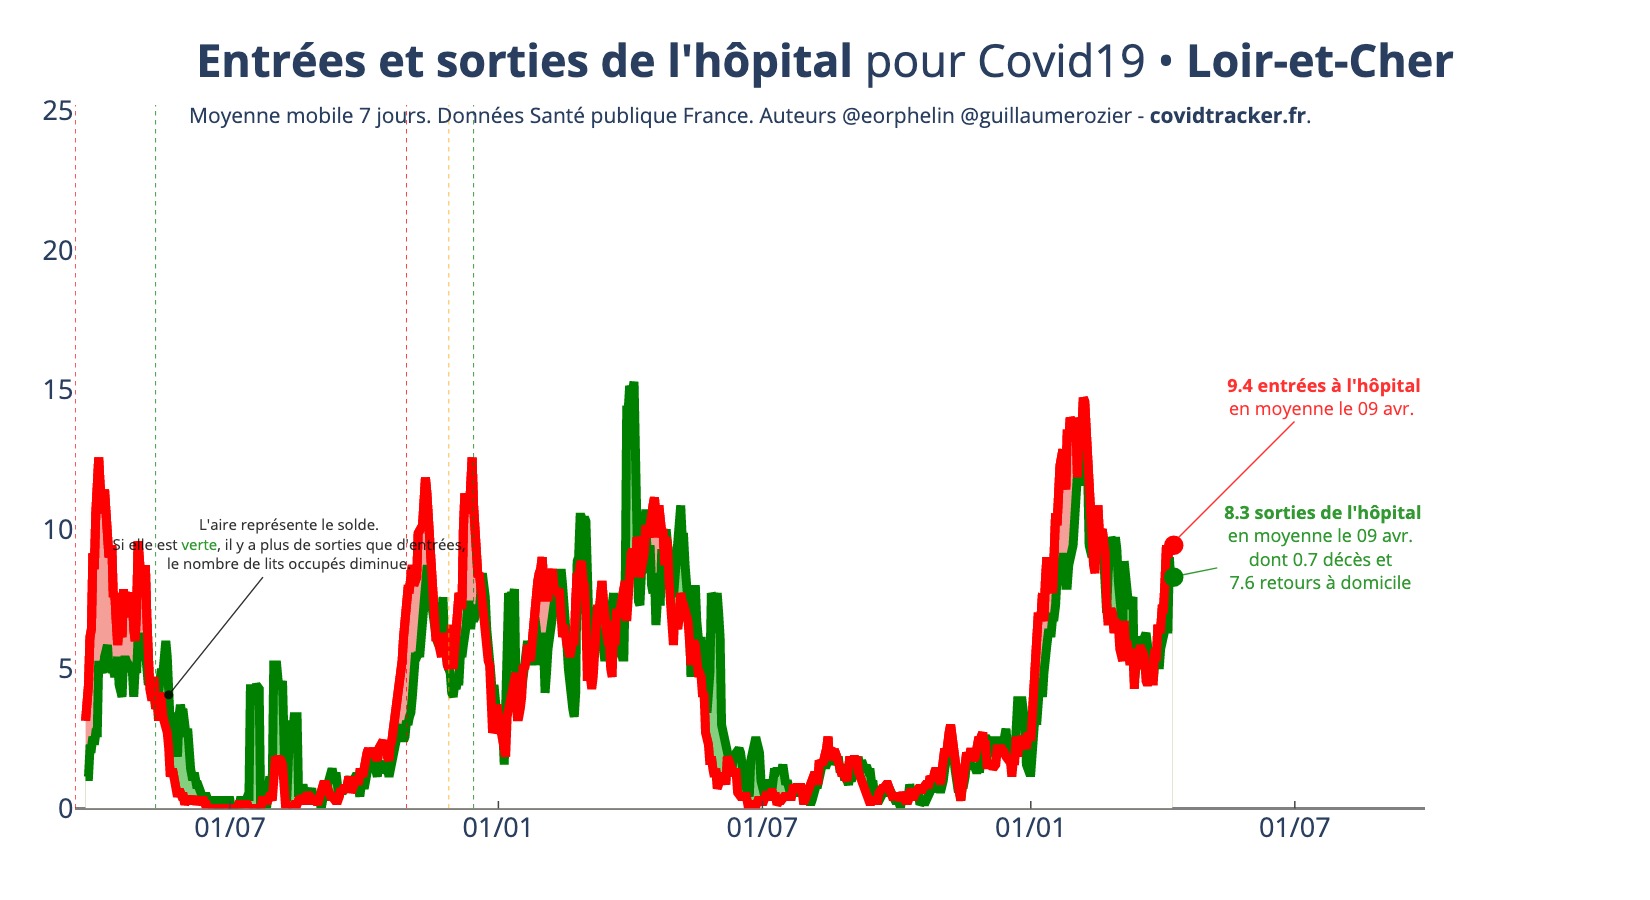 Entrées et sorties de l'hôpital pour Covid19 • Loir-et-Cher
Moyenne mobile 7 jours. Données Santé publique France. Auteurs @eorphelin @guillaumerozier - covidtracker.fr.
25
20
15
10
5
0
9.4 entrées à l'hôpital
en moyenne le 09 avr.
8.3 sorties de l'hôpital
en moyenne le 09 avr.
dont 0.7 décès et
7.6 retours à domicile
L'aire représente le solde.
Si elle est verte, il y a plus de sorties que d'entrées,
le nombre de lits occupés diminue.
01/07
01/01
01/07
01/01
01/07